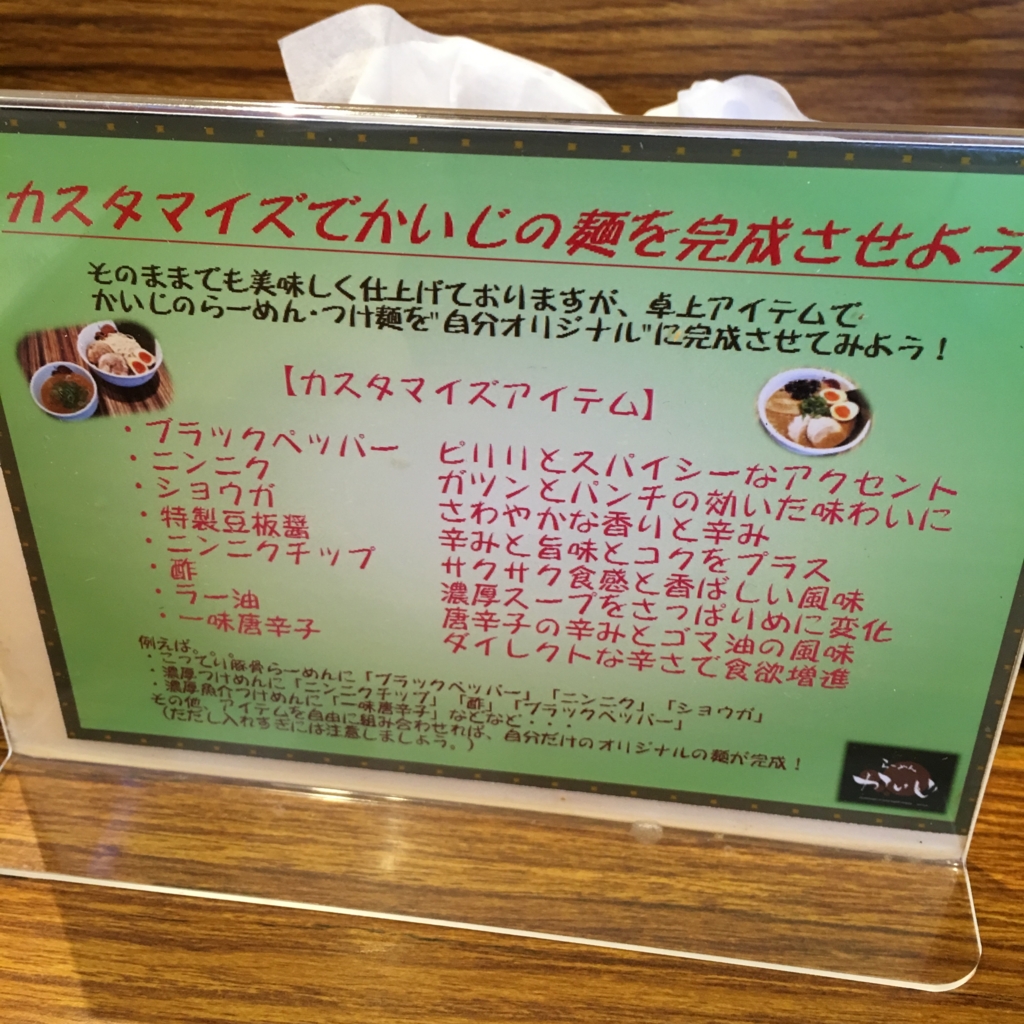 カスタマイズでかいじの麺を完成させよう
そのままでも美味しく仕上げておりますが、卓上アイテムで
かいじのらーめん・つけ麺を"自分オリジナル"に完成させてみよう！
【カスタマイズアイテム】
・ブラックペッパー　ピリリとスパイシーなアクセント
・ニンニク　ガツンとパンチの効いた味わいに
・ショウガ　さわやかな香りと辛み
・特製豆板醤　辛みと旨味とコクをプラス
・ニンニクチップ　サクサク食感と香ばしい風味
・酢　濃厚スープをさっぱりめに変化
・ラー油　唐辛子の辛みとゴマ油の風味
・一味唐辛子　ダイレクトな辛さで食欲増進
例えば。。。
・こってり豚骨らーめんに「ブラックペッパー」「ニンニク」「ショウガ」
・濃厚つけめんに「ニンニクチップ」「酢」「ブラックペッパー」
・濃厚魚介つけめんに「一味唐辛子」などなど・・・
その他、アイテムを自由に組み合わせれば、自分だけのオリジナルの麺が完成！
（ただし入れすぎには注意しましょう。）
らーめん
かいじ